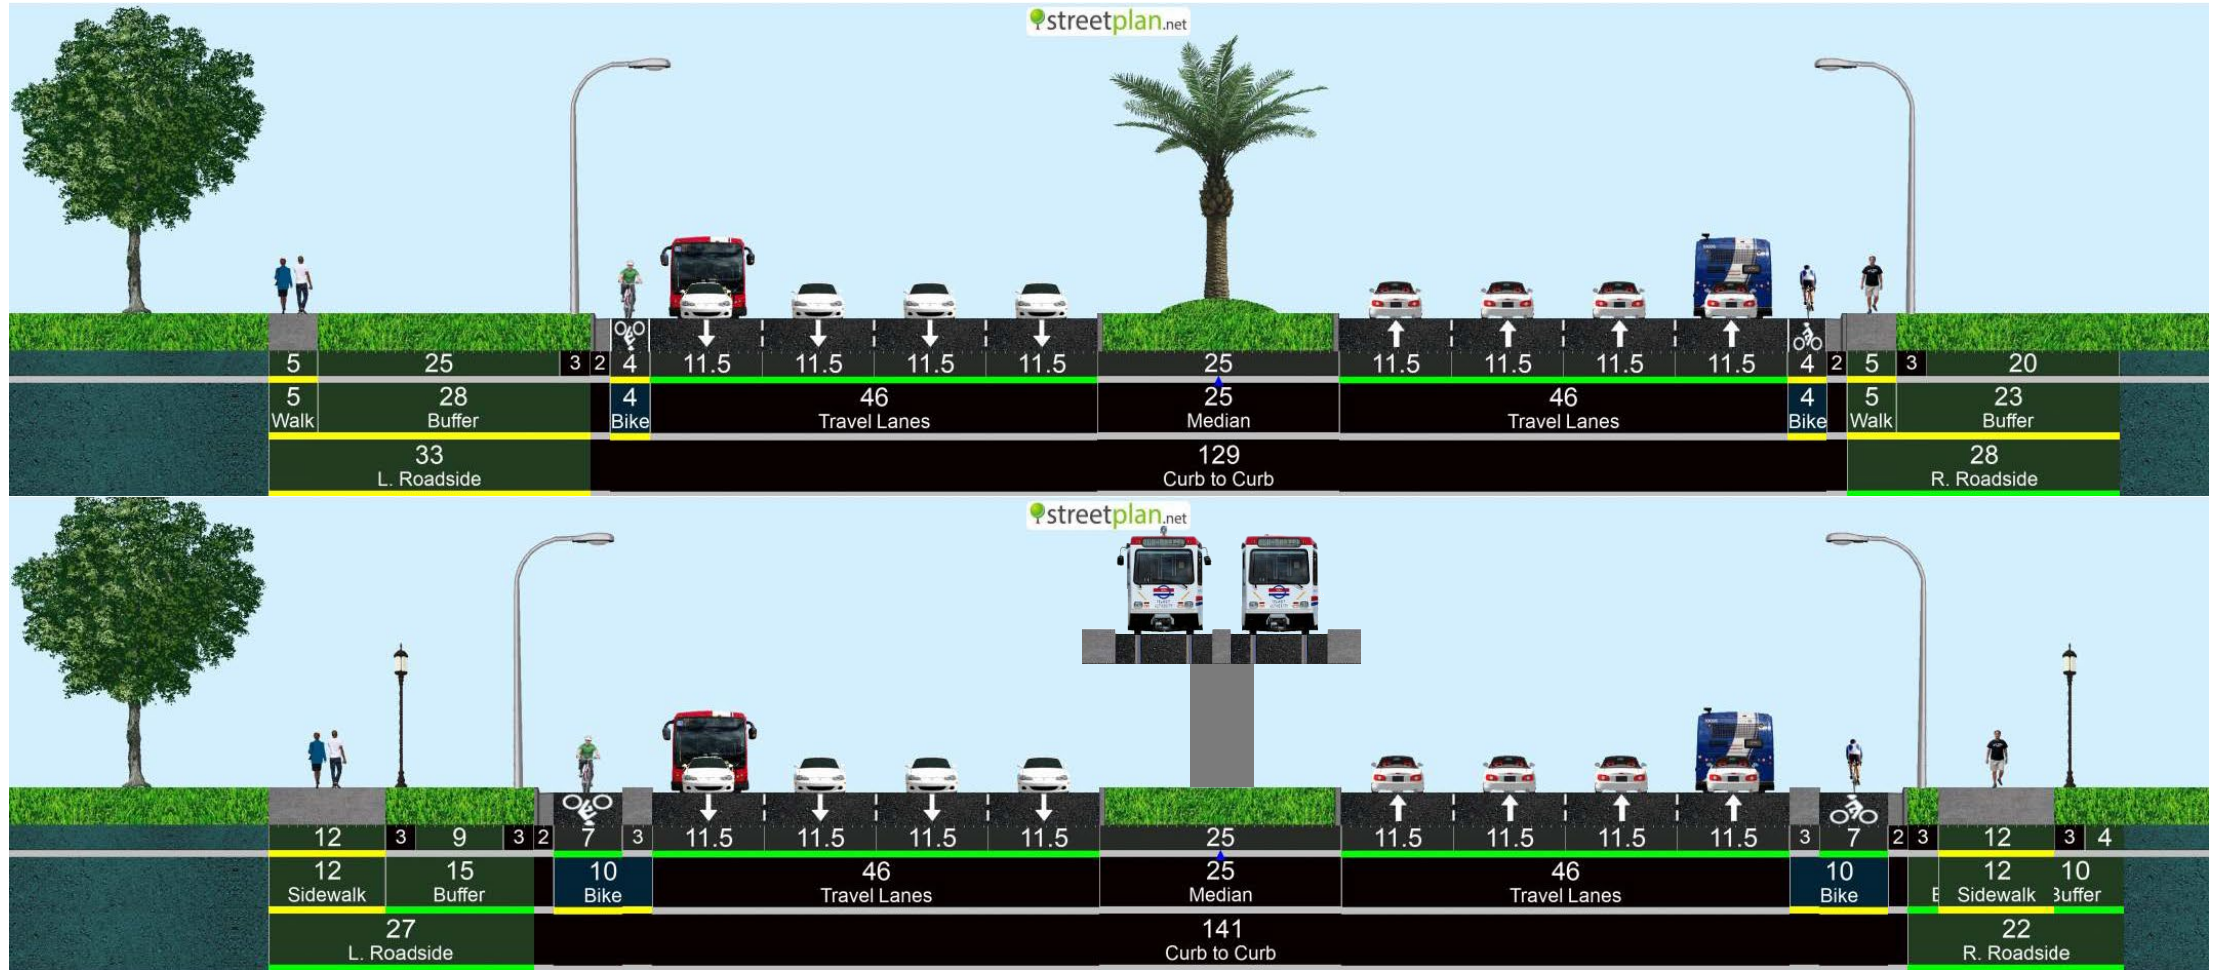 streetplan.net
5 25 3 2 4 11.5 11.5 11.5 11.5 25 11.5 11.5 11.5 11.5 4 2 5 3 20
5 28 4 46 25 46 4 5 23
Walk Buffer Bike Travel Lanes Median Travel Lanes Bike Walk Buffer
33 129 28
L. Roadside Curb to Curb R. Roadside
streetplan.net
12 3 9 3 2 7 3 11.5 11.5 11.5 11.5 25 11.5 11.5 11.5 11.5 3 7 2 3 12 3 4
12 15 10 46 25 46 10 12 10
Sidewalk Buffer Bike Travel Lanes Median Travel Lanes Bike Sidewalk Buffer
27 141 22
L. Roadside Curb to Curb R. Roadside